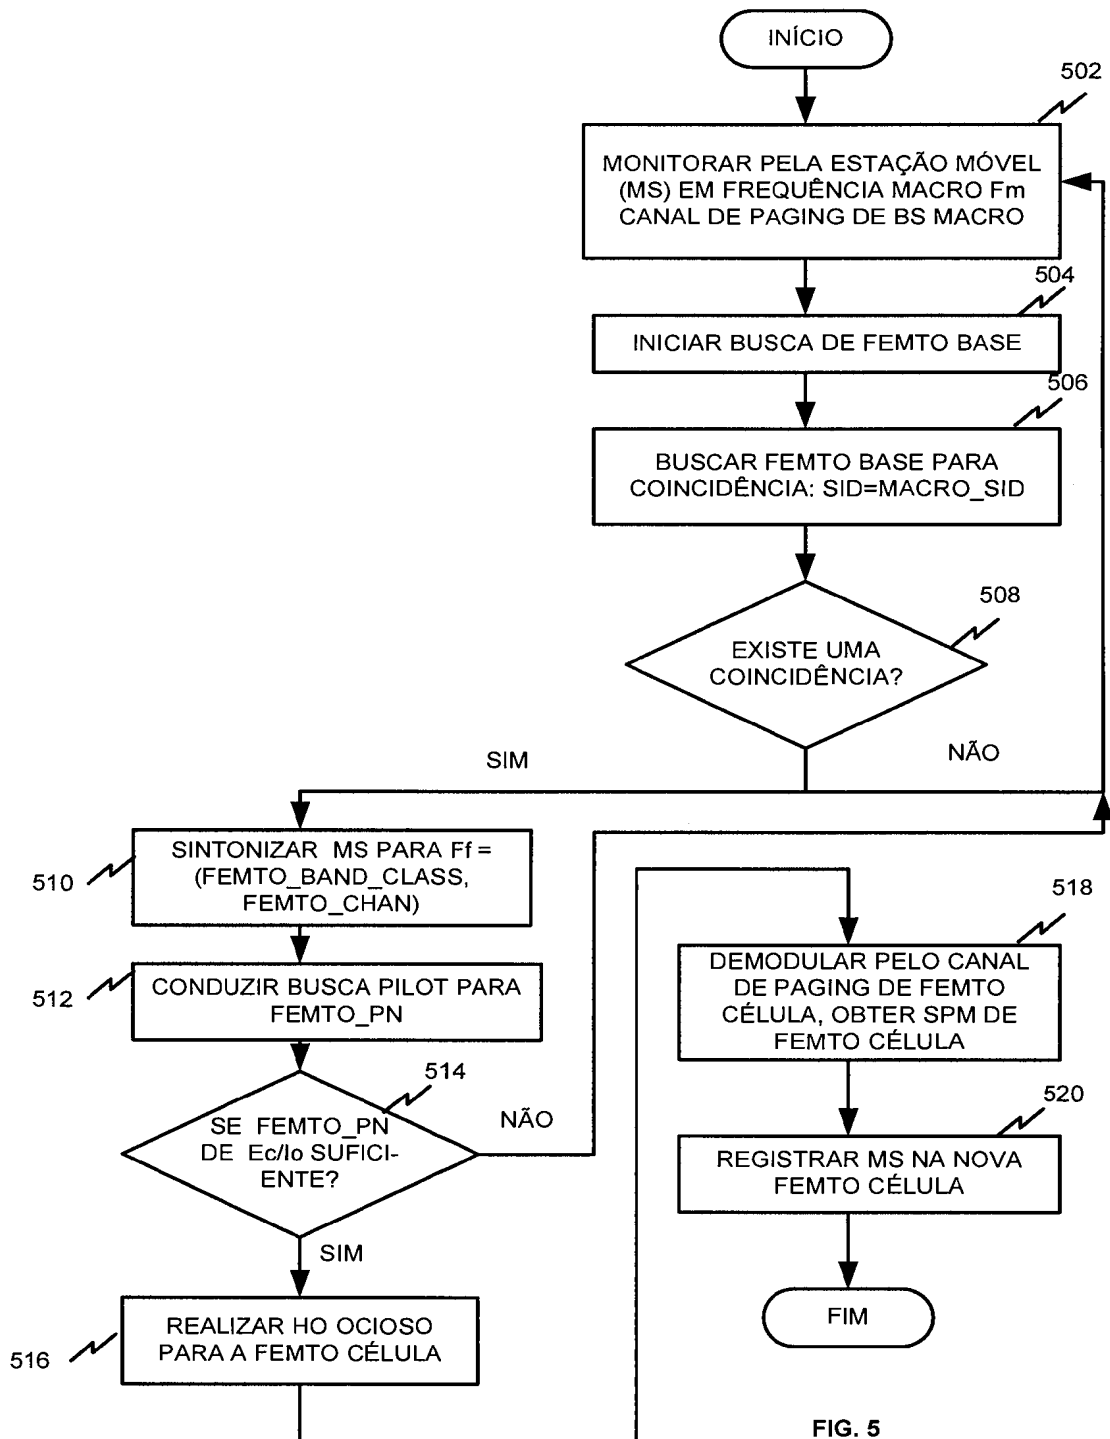 INÍCIO
502
MONITORAR PELA ESTAÇÃO MÓVEL
(MS) EM FREQUÊNCIA MACRO Fm
CANAL DE PAGING DE BS MACRO
504
INICIAR BUSCA DE FEMTO BASE
506
BUSCAR FEMTO BASE PARA
COINCIDÊNCIA: SID=MACRO_SID
508
EXISTE UMA
COINCIDÊNCIA?
SIM
NÃO
510
SINTONIZAR MS PARA Ff =
(FEMTO_BAND_CLASS,
FEMTO_CHAN)
512
CONDUZIR BUSCA PILOT PARA
FEMTO_PN
514
SE FEMTO_PN
DE Ec/Io SUFICI-
ENTE?
NÃO
SIM
516
REALIZAR HO OCIOSO
PARA A FEMTO CÉLULA
518
DEMODULAR PELO CANAL
DE PAGING DE FEMTO
CÉLULA, OBTER SPM DE
FEMTO CÉLULA
520
REGISTRAR MS NA NOVA
FEMTO CÉLULA
FIM
FIG. 5